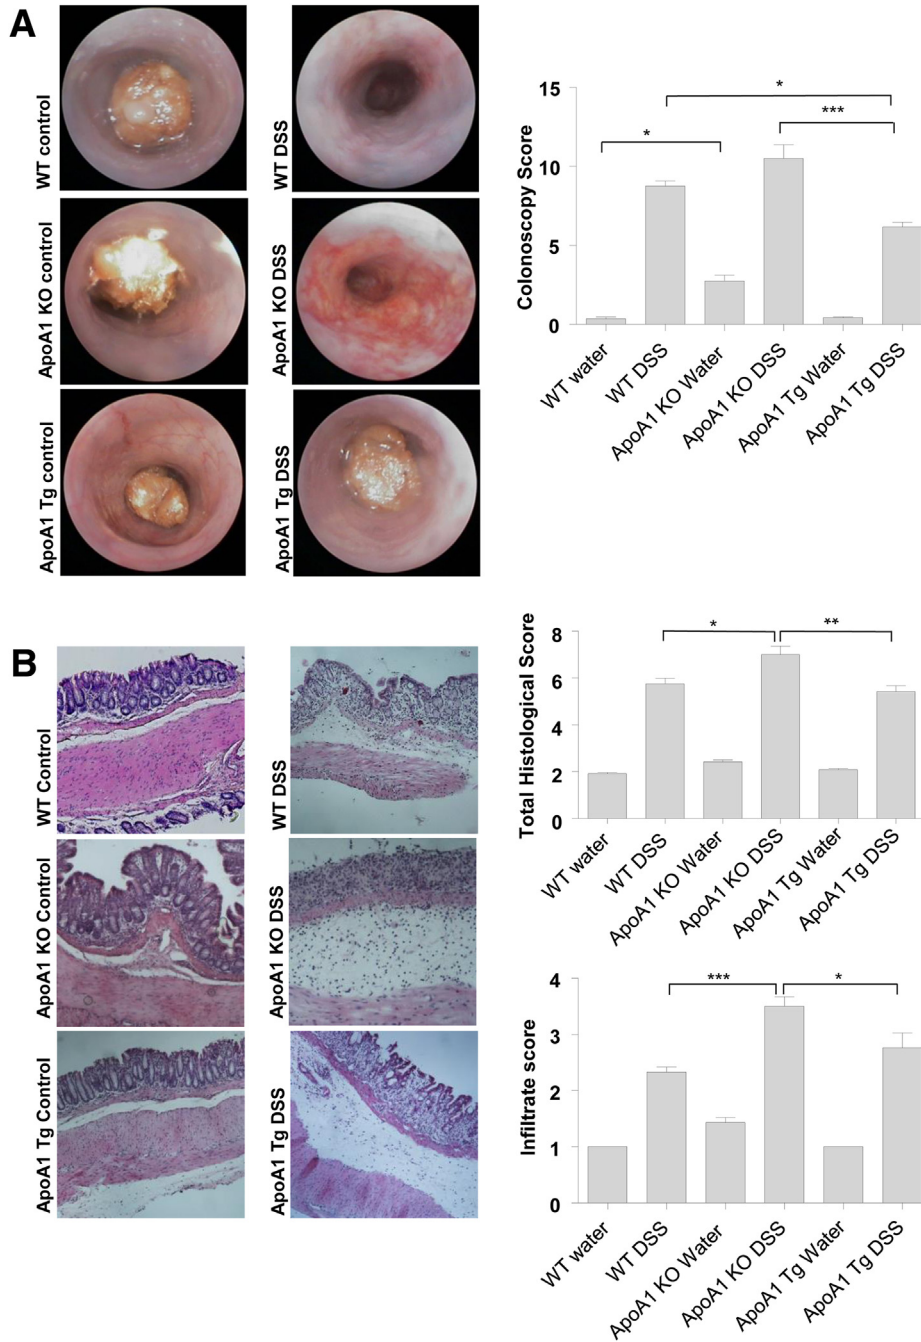 A
WT control
WT DSS
ApoA1 KO control
ApoA1 KO DSS
ApoA1 Tg control
ApoA1 Tg DSS
Colonoscopy Score
15
10
5
0
*
*
***
WT water
WT DSS
ApoA1 KO Water
ApoA1 KO DSS
ApoA1 Tg Water
ApoA1 Tg DSS
B
WT Control
WT DSS
ApoA1 KO Control
ApoA1 KO DSS
ApoA1 Tg Control
ApoA1 Tg DSS
Total Histological Score
8
6
4
2
0
*
**
WT water
WT DSS
ApoA1 KO Water
ApoA1 KO DSS
ApoA1 Tg Water
ApoA1 Tg DSS
Infiltrate score
4
3
2
1
0
***
*
WT water
WT DSS
ApoA1 KO Water
ApoA1 KO DSS
ApoA1 Tg Water
ApoA1 Tg DSS